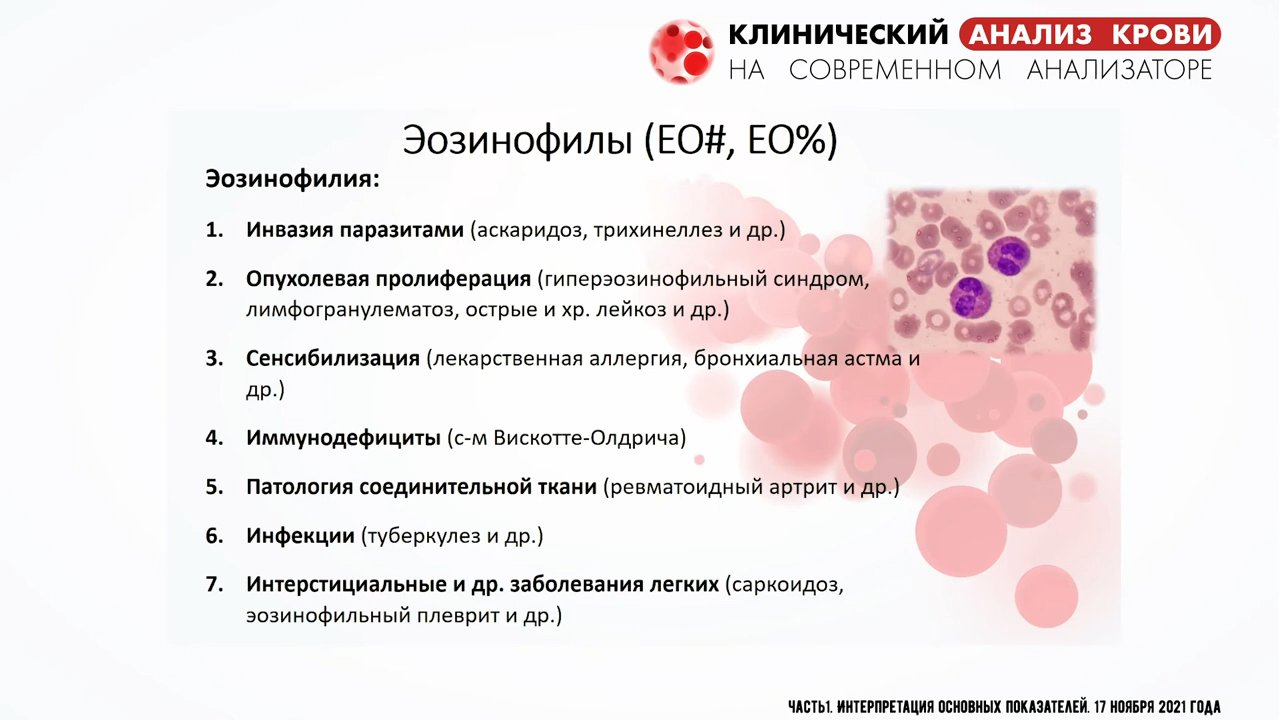 КЛИНИЧЕСКИЙ АНАЛИЗ КРОВИ
НА СОВРЕМЕННОМ АНАЛИЗАТОРЕ
Эозинофилы (EO#, EO%)
Эозинофилия:
1. Инвазия паразитами (аскаридоз, трихинеллез и др.)
2. Опухолевая пролиферация (гиперэозинофильный синдром,
лимфогранулематоз, острые и хр. лейкоз и др.)
3. Сенсибилизация (лекарственная аллергия, бронхиальная астма и
др.)
4. Иммунодефициты (с-м Вискотте-Олдрича)
5. Патология соединительной ткани (ревматоидный артрит и др.)
6. Инфекции (туберкулез и др.)
7. Интерстициальные и др. заболевания легких (саркоидоз,
эозинофильный плеврит и др.)
ЧАСТЬ1. ИНТЕРПРЕТАЦИЯ ОСНОВНЫХ ПОКАЗАТЕЛЕЙ. 17 НОЯБРЯ 2021 ГОДА